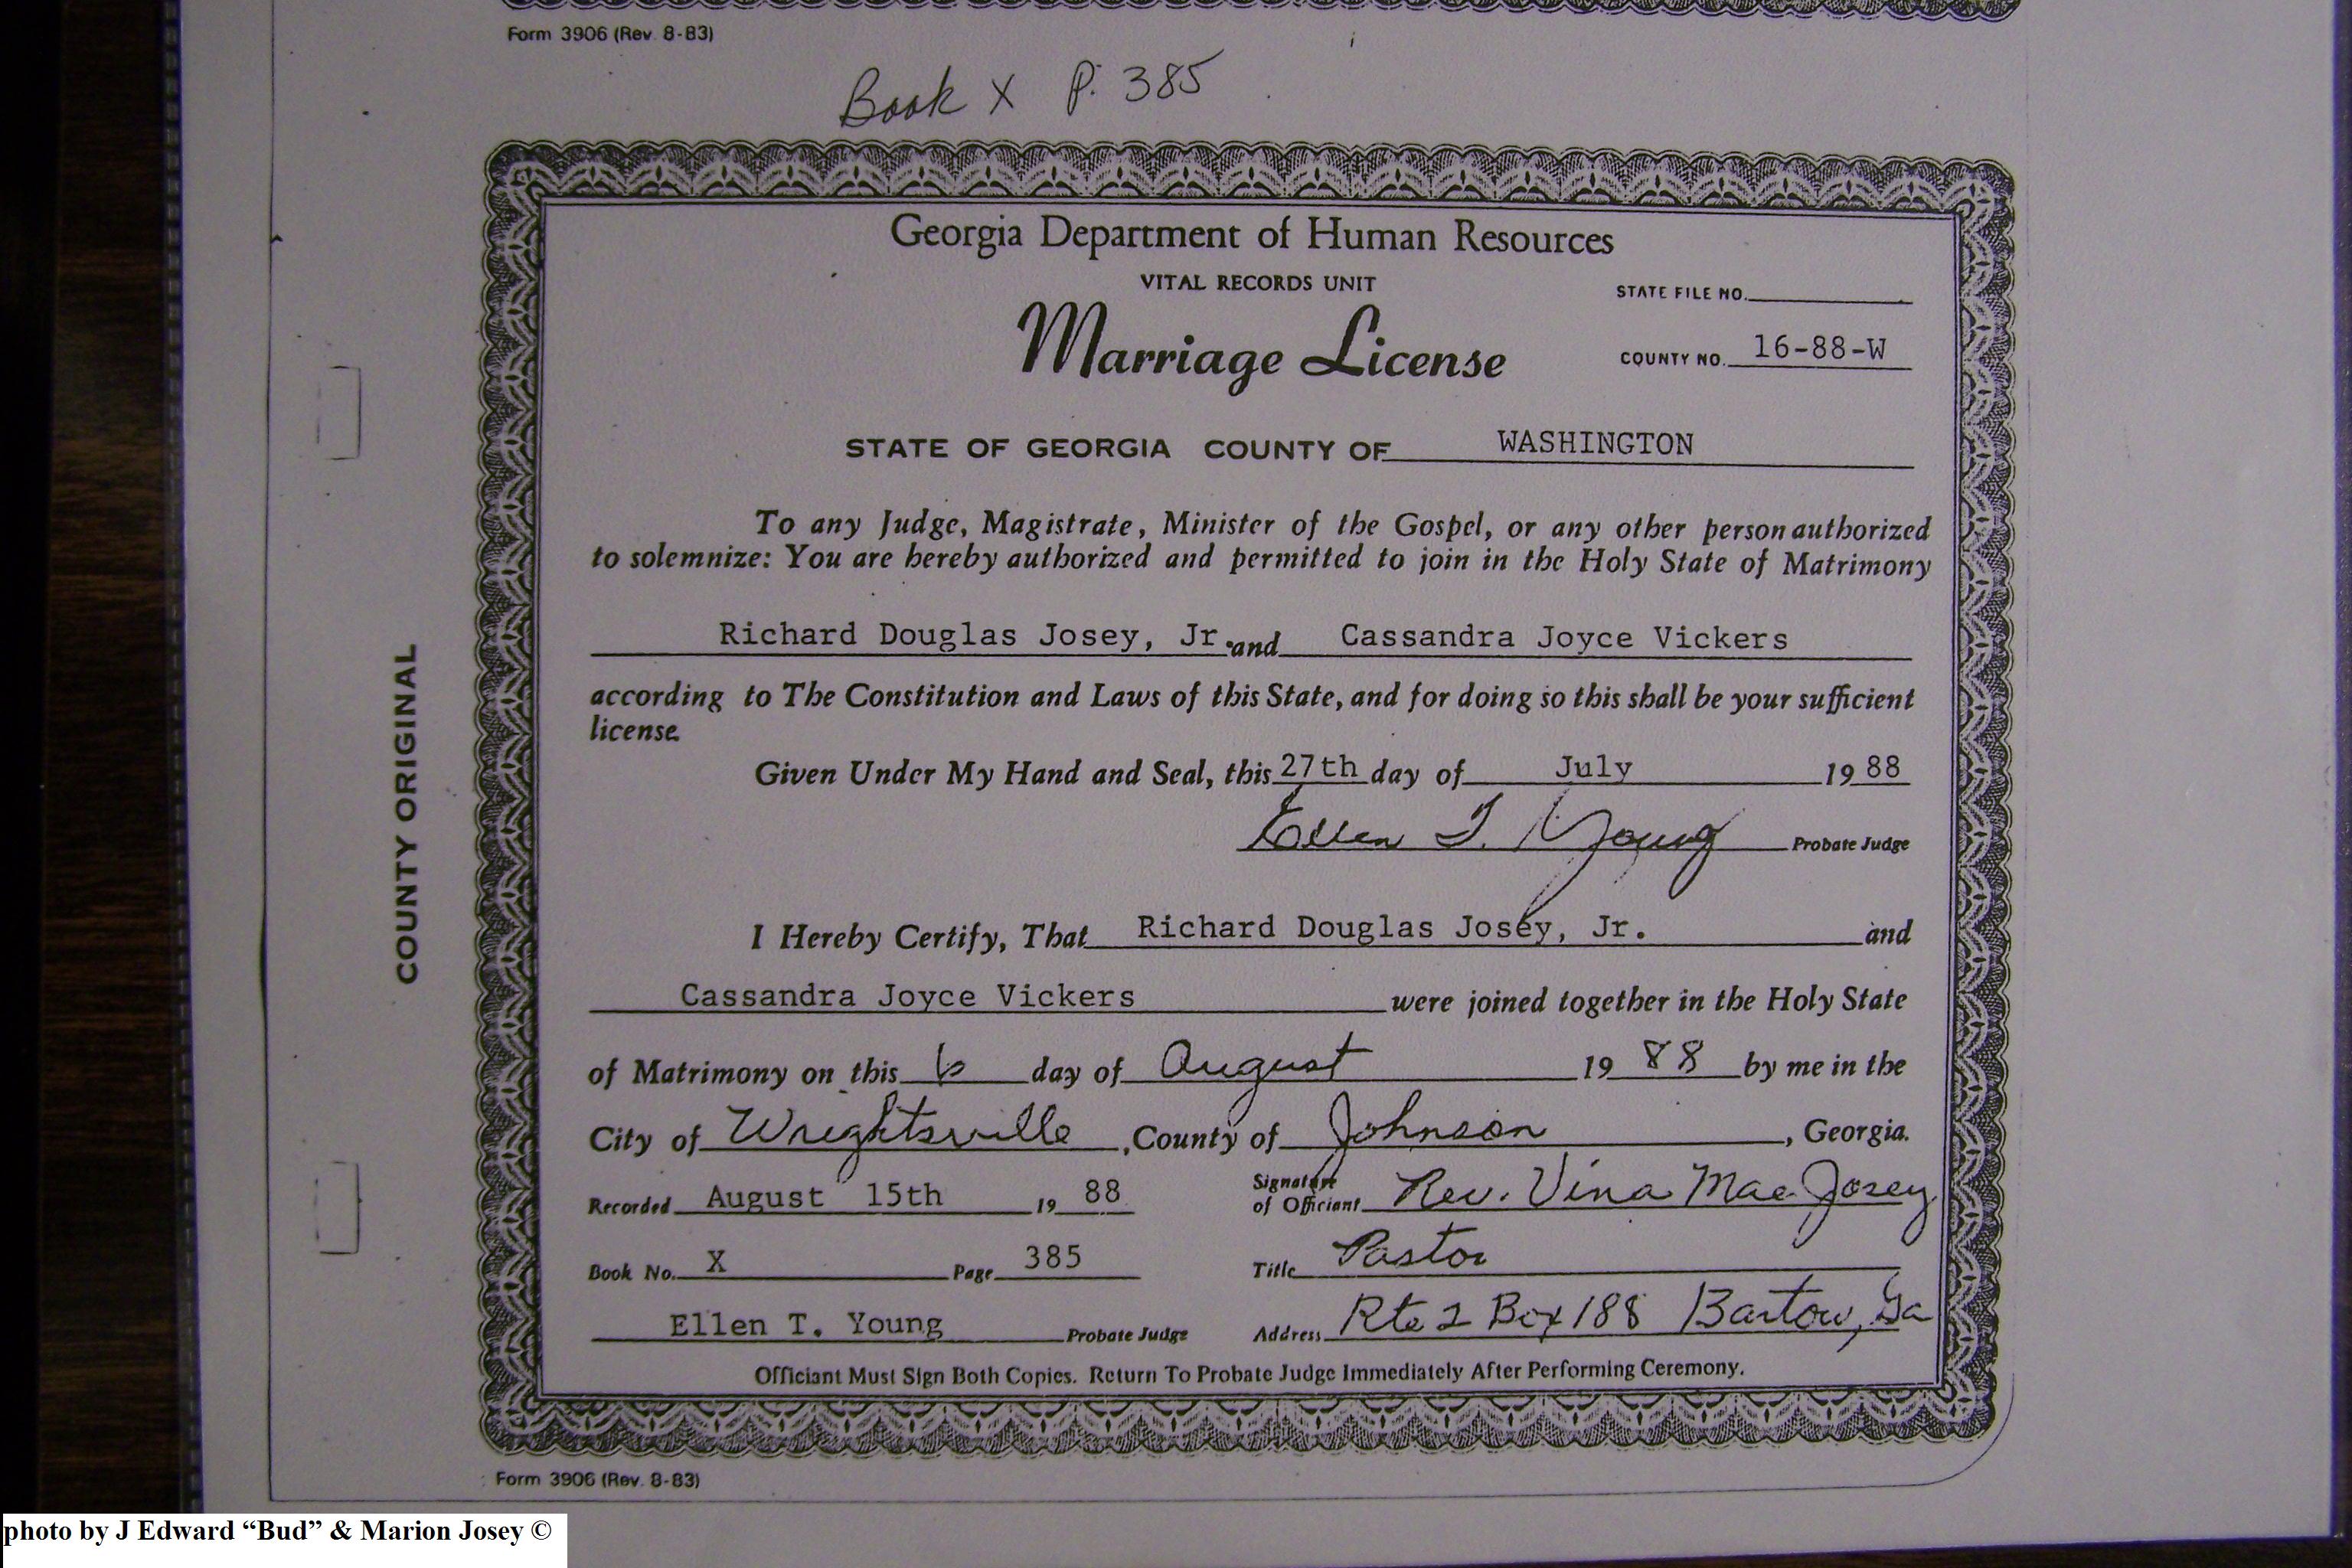 Form 3906 (Rev. 8-83)
Book X P. 385
Georgia Department of Human Resources
VITAL RECORDS UNIT
STATE FILE NO.
Marriage License
COUNTY NO. 16-88-W
STATE OF GEORGIA COUNTY OF WASHINGTON
To any Judge, Magistrate, Minister of the Gospel, or any other person authorized
to solemnize: You are hereby authorized and permitted to join in the Holy State of Matrimony
Richard Douglas Josey, Jr. and Cassandra Joyce Vickers
according to The Constitution and Laws of this State, and for doing so this shall be your sufficient
license.
Given Under My Hand and Seal, this 27th day of July 19 88
Ellen T. Young Probate Judge
I Hereby Certify, That Richard Douglas Josey, Jr. and
Cassandra Joyce Vickers were joined together in the Holy State
of Matrimony on this 6 day of August 19 88 by me in the
City of Wrightsville, County of Johnson, Georgia.
Recorded August 15th 19 88
Signature of Officiant Rev. Vina Mae Josey
Book No. X Page 385
Title Pastor
Ellen T. Young Probate Judge
Address Rte 2 Box 188 Bartow, Ga
Officiant Must Sign Both Copies. Return To Probate Judge Immediately After Performing Ceremony.
Form 3906 (Rev. 8-83)
COUNTY ORIGINAL
photo by J Edward “Bud” & Marion Josey ©